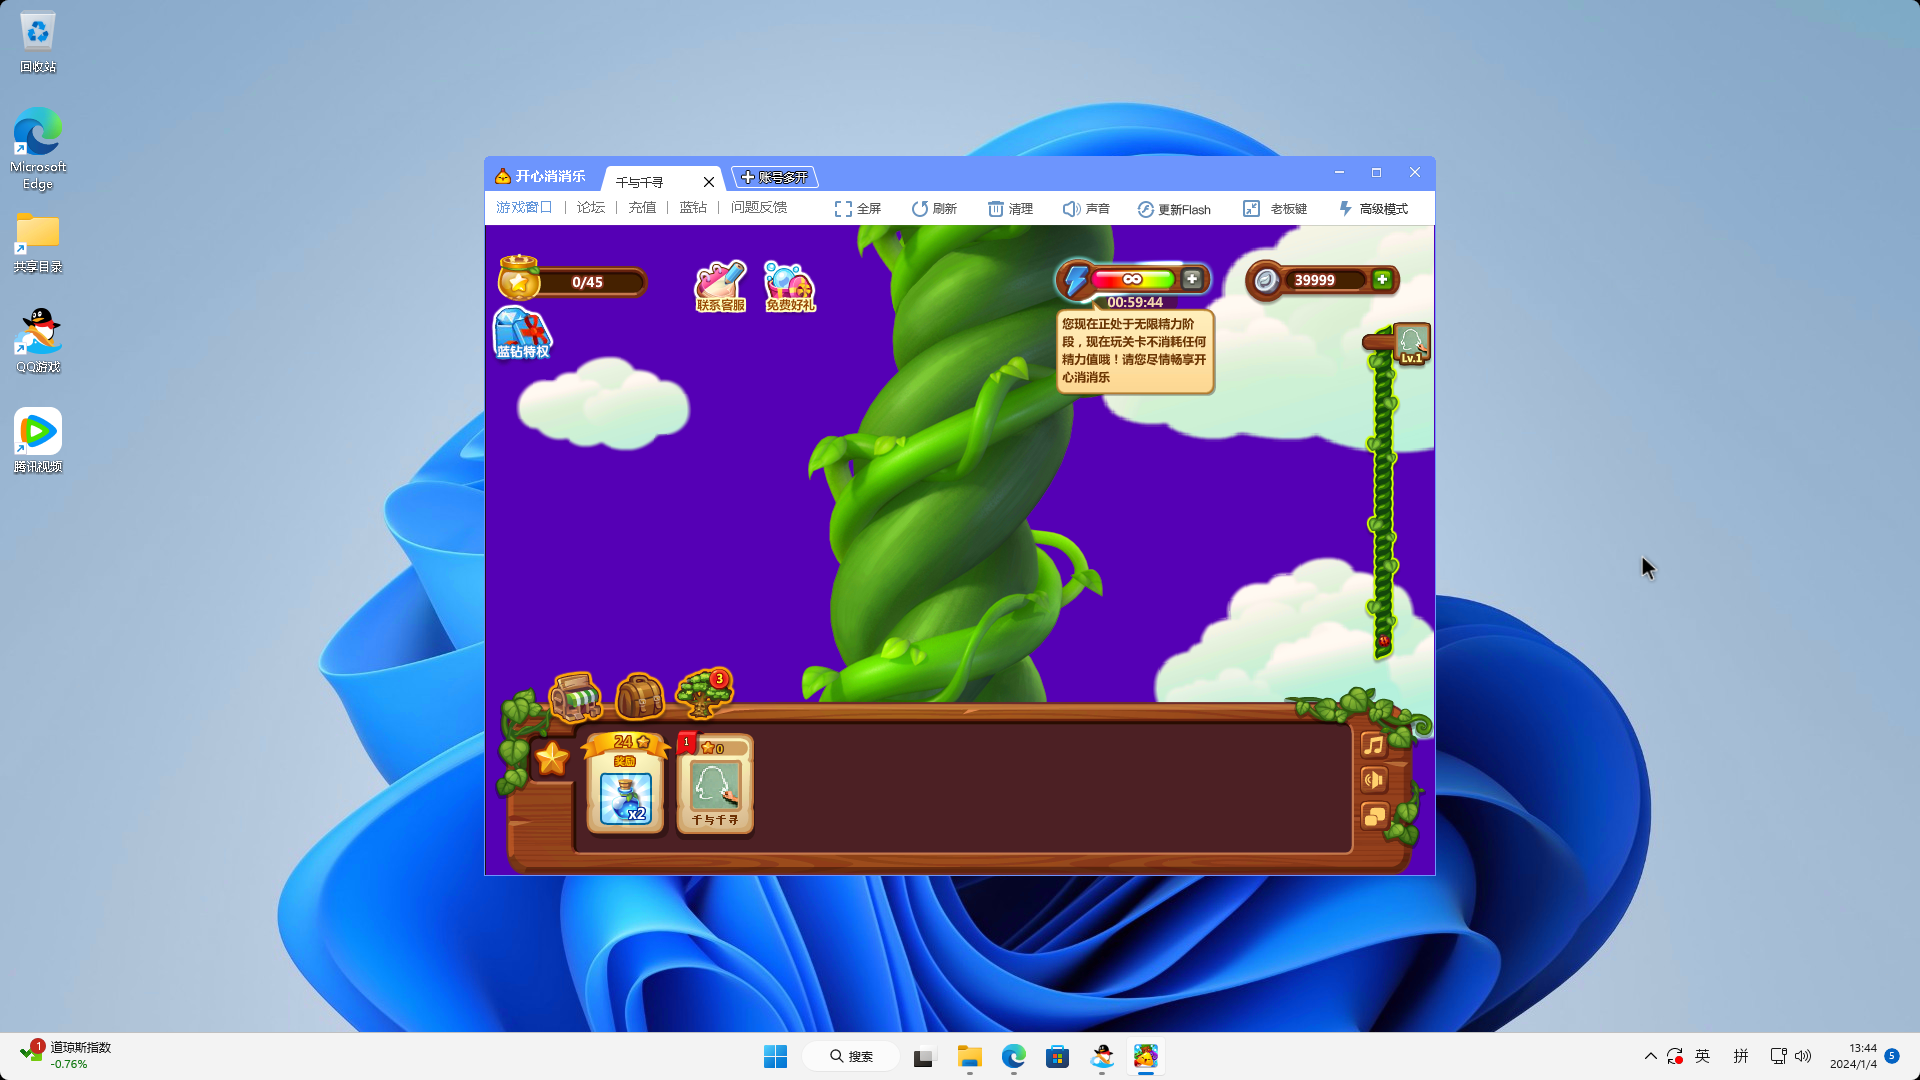 回收站
Microsoft
Edge
共享目录
QQ游戏
腾讯视频
开心消消乐
千与千寻
账号多开
游戏窗口 | 论坛 | 充值 | 蓝钻 | 问题反馈
全屏
刷新
清理
声音
更新Flash
老板键
高级模式
0/45
联系客服
免费好礼
蓝钻特权
00:59:44
39999
您现在正处于无限精力阶
段，现在玩关卡不消耗任何
精力值哦！请您尽情畅享开
心消消乐
Lv.1
3
24
奖励
x2
1
0
千与千寻
1
道琼斯指数
-0.76%
搜索
英
拼
13:44
2024/1/4
5